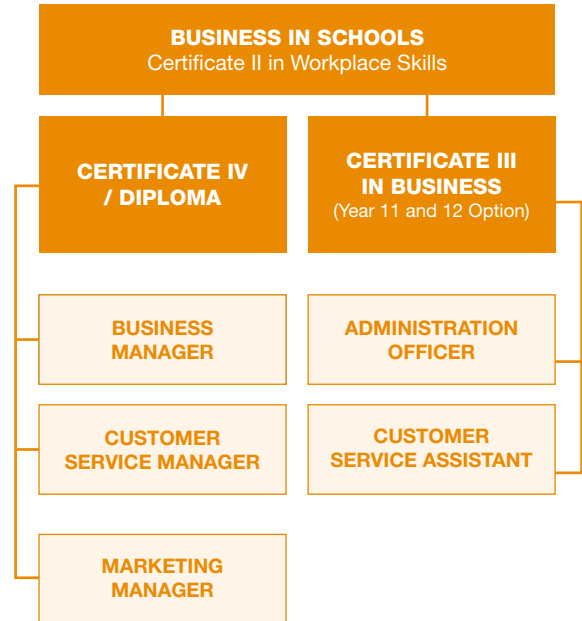 BUSINESS IN SCHOOLS
Certificate II in Workplace Skills
CERTIFICATE IV
/ DIPLOMA
CERTIFICATE III
IN BUSINESS
(Year 11 and 12 Option)
BUSINESS
MANAGER
ADMINISTRATION
OFFICER
CUSTOMER
SERVICE MANAGER
CUSTOMER
SERVICE ASSISTANT
MARKETING
MANAGER